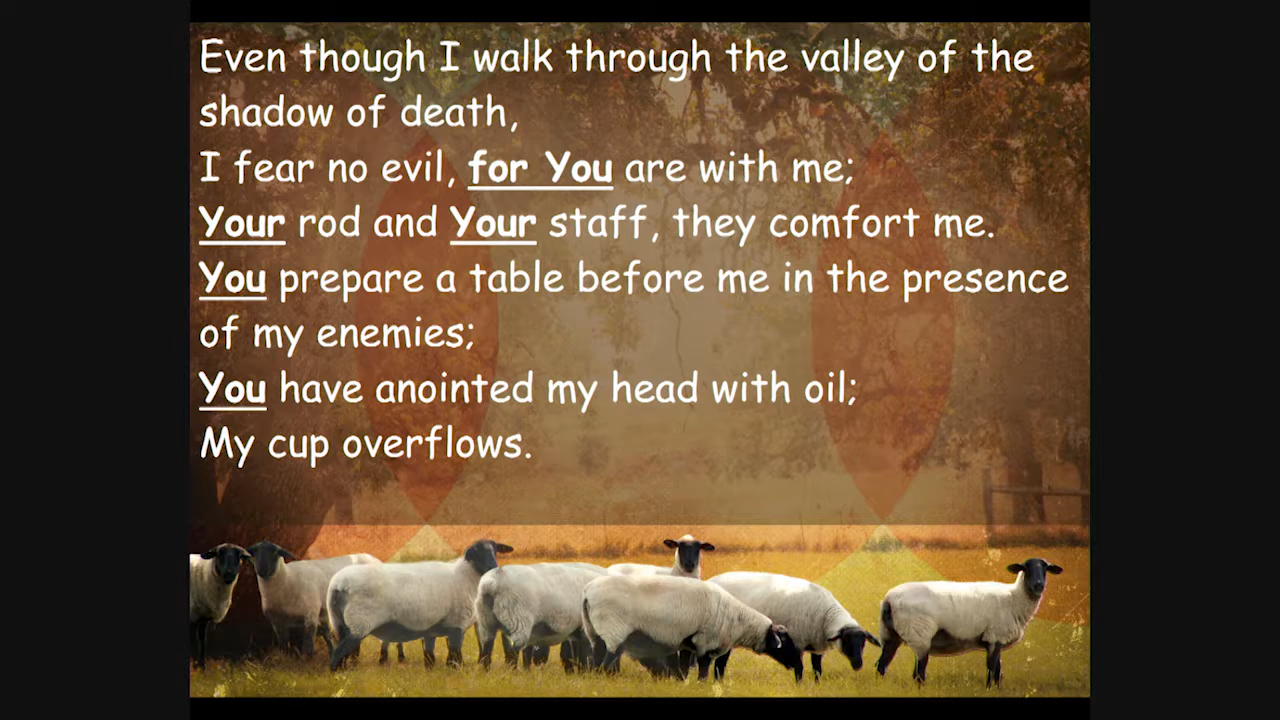 Even though I walk through the valley of the
shadow of death,
I fear no evil, for You are with me;
Your rod and Your staff, they comfort me.
You prepare a table before me in the presence
of my enemies;
You have anointed my head with oil;
My cup overflows.